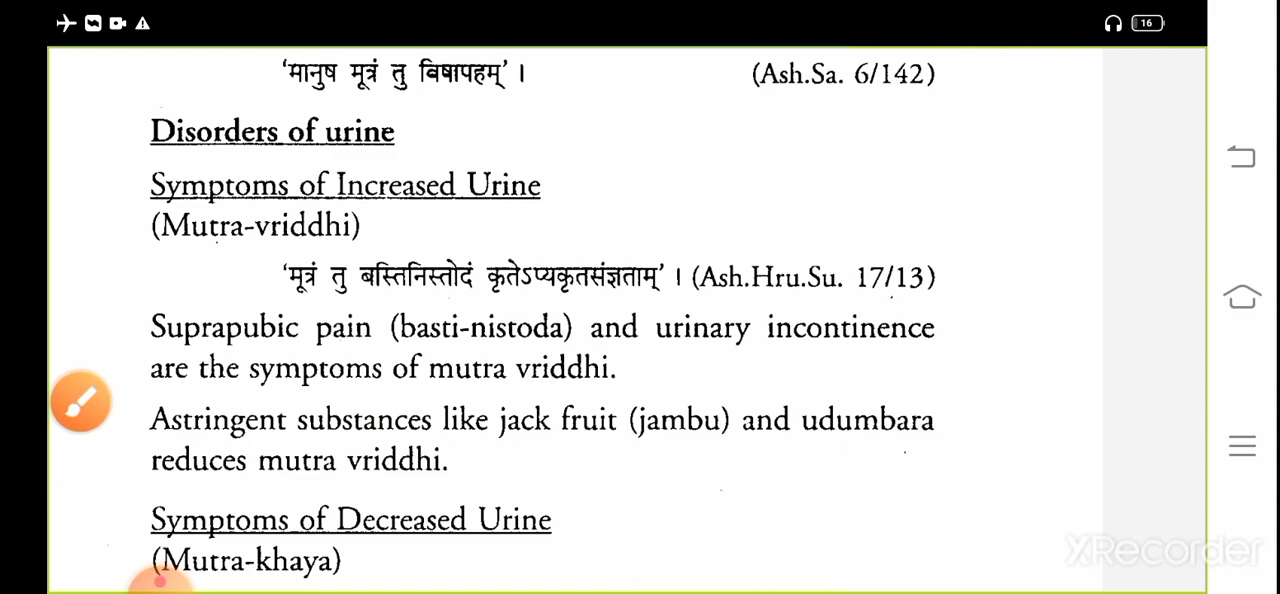 16
'मानुष मूत्रं तु विषापहम्' । (Ash.Sa. 6/142)
Disorders of urine
Symptoms of Increased Urine
(Mutra-vriddhi)
'मूत्रं तु बस्तिनिस्तोदं कृतेऽप्यकृतसंज्ञताम्' । (Ash.Hru.Su. 17/13)
Suprapubic pain (basti-nistoda) and urinary incontinence
are the symptoms of mutra vriddhi.
Astringent substances like jack fruit (jambu) and udumbara
reduces mutra vriddhi.
Symptoms of Decreased Urine
(Mutra-khaya)
XRecorder